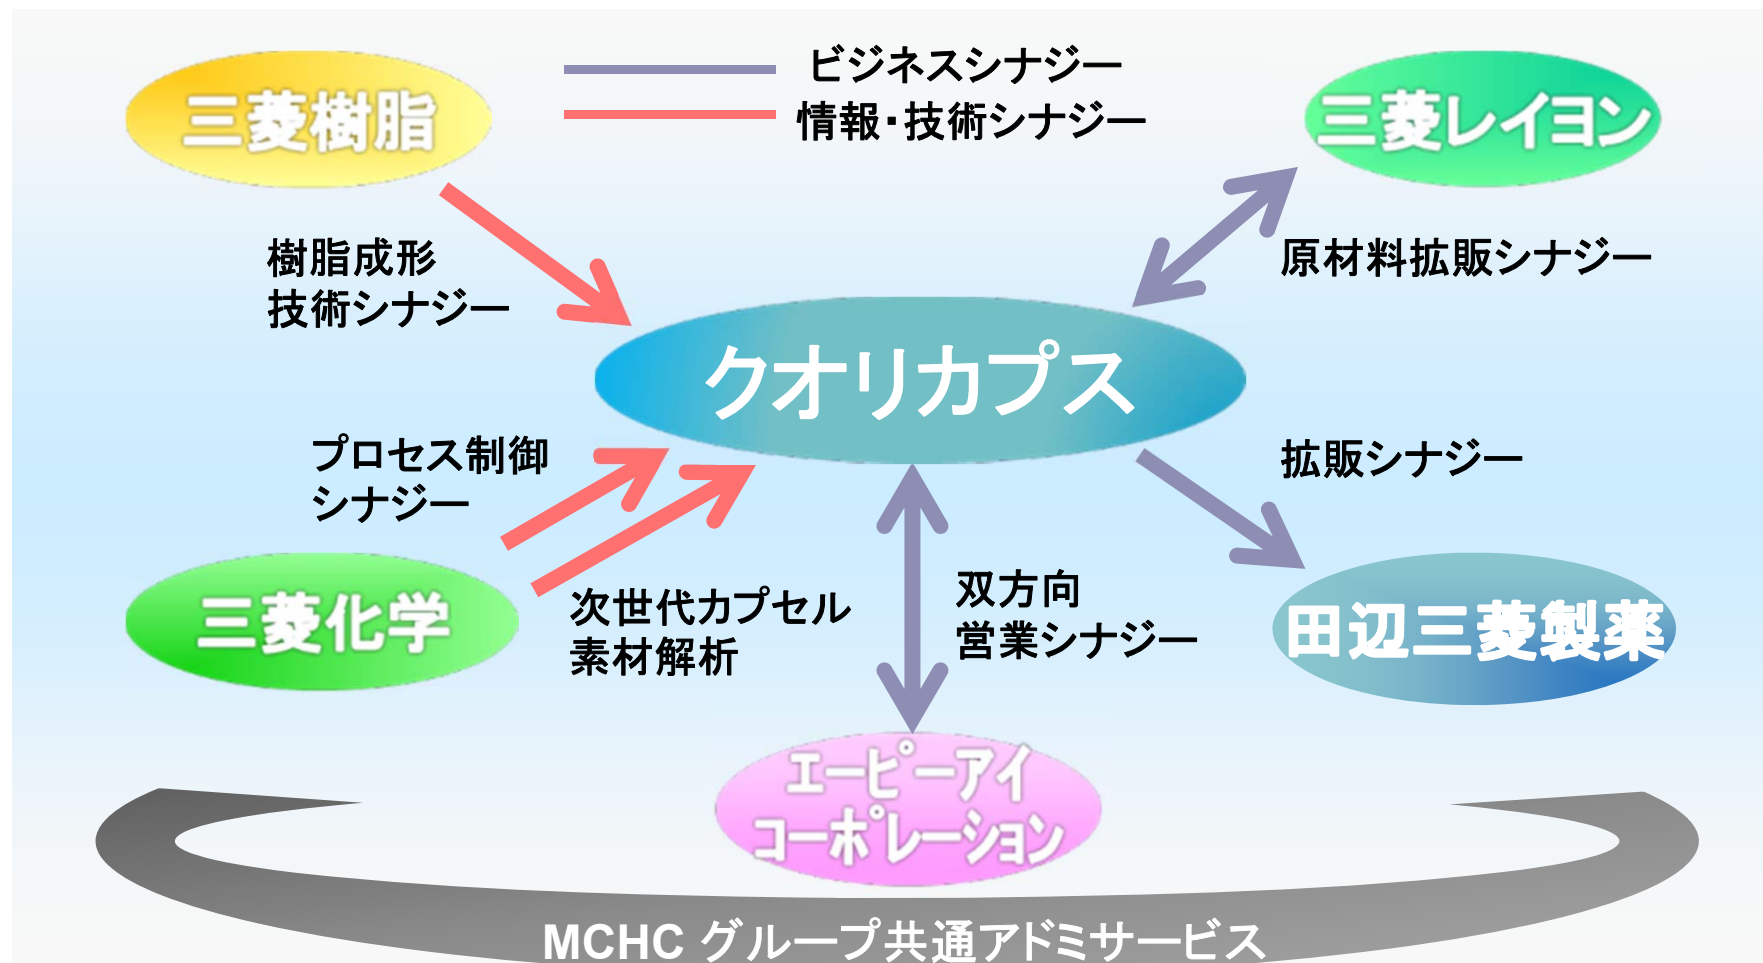 三菱樹脂
ビジネスシナジー
情報・技術シナジー
三菱レイヨン
樹脂成形
技術シナジー
原材料拡販シナジー
クオリカプス
プロセス制御
シナジー
拡販シナジー
三菱化学
次世代カプセル
素材解析
双方向
営業シナジー
田辺三菱製薬
エーピーアイ
コーポレーション
MCHC グループ共通アドミサービス